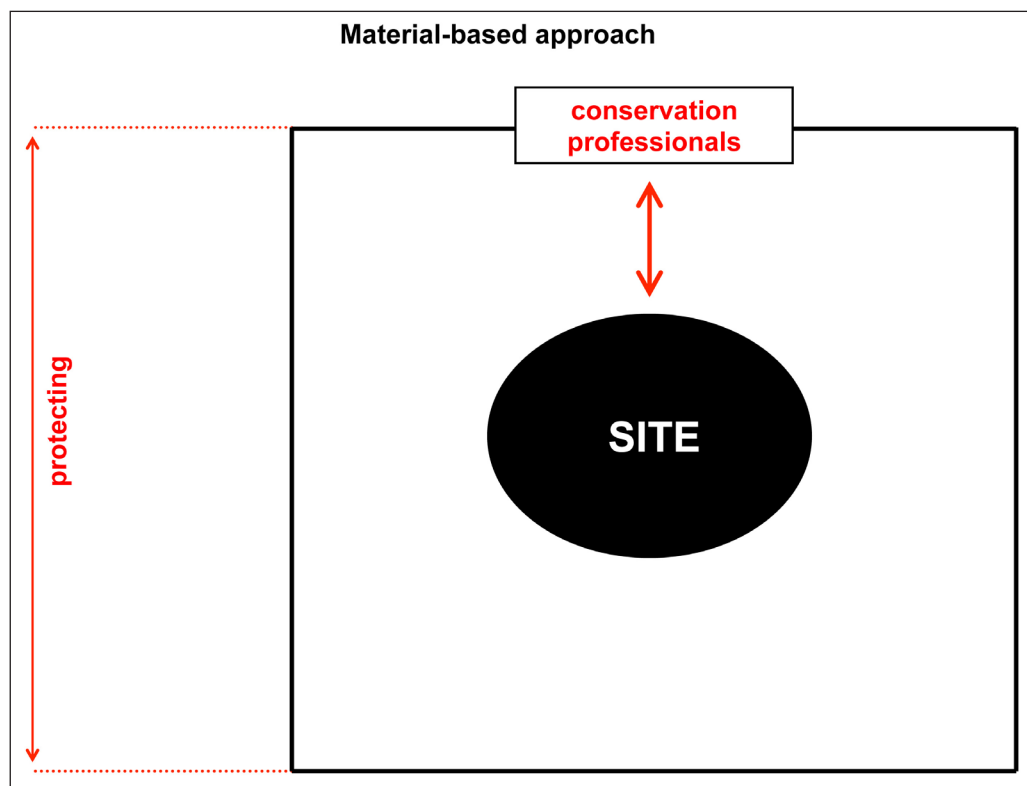 Material-based approach
conservation
professionals
protecting
SITE